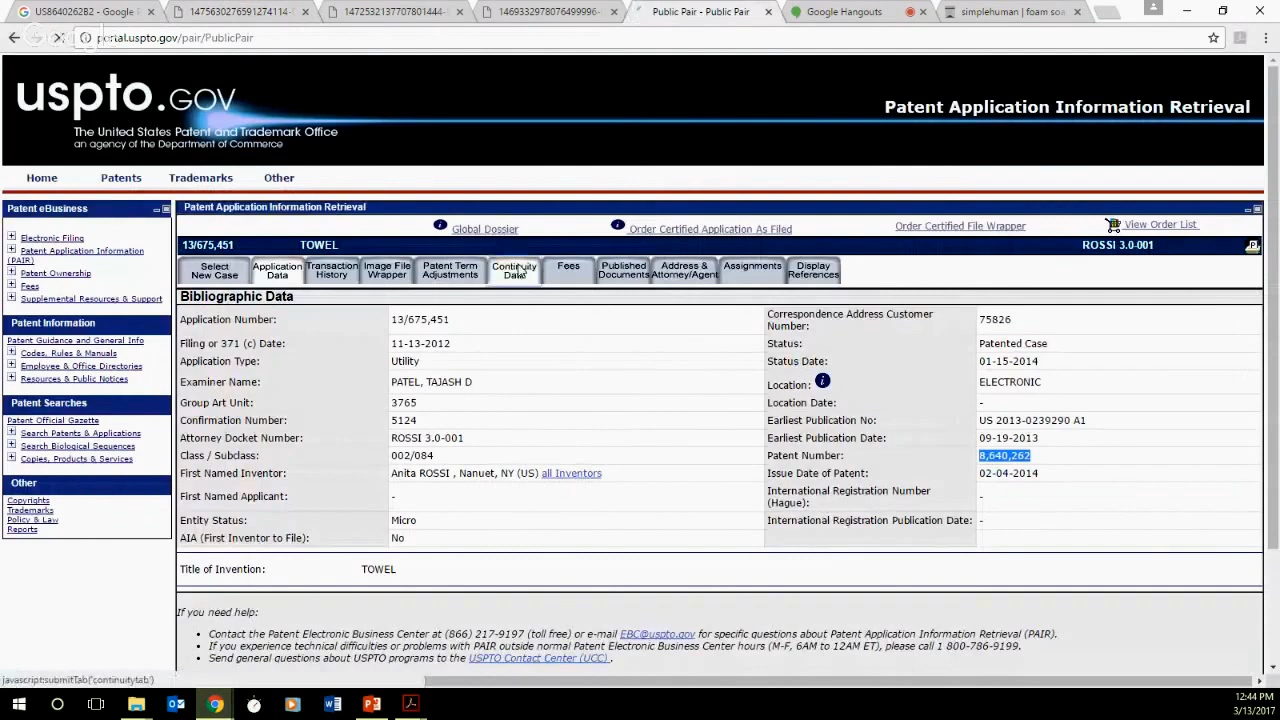 US8640262B2 - Google P
1475630276591274114-
1472532137707801444-
1469332978076499996-
Public Pair - Public Pair
Google Hangouts
simplehuman | foam soa
portal.uspto.gov/pair/PublicPair
uspto.GOV
The United States Patent and Trademark Office
an agency of the Department of Commerce
Patent Application Information Retrieval
Home Patents Trademarks Other
Patent eBusiness
Electronic Filing
Patent Application Information
(PAIR)
Patent Ownership
Fees
Supplemental Resources & Support
Patent Information
Patent Guidance and General Info
Codes, Rules & Manuals
Employee & Office Directories
Resources & Public Notices
Patent Searches
Patent Official Gazette
Search Patents & Applications
Search Biological Sequences
Copies, Products & Services
Other
Copyrights
Trademarks
Policy & Law
Reports
Patent Application Information Retrieval
Global Dossier Order Certified Application As Filed Order Certified File Wrapper View Order List
13/675,451 TOWEL ROSSI 3.0-001
Select
New Case
Application
Data
Transaction
History
Image File
Wrapper
Patent Term
Adjustments
Continuity
Data
Fees
Published
Documents
Address &
Attorney/Agent
Assignments
Display
References
Bibliographic Data
Application Number: 13/675,451
Correspondence Address Customer
Number: 75826
Filing or 371 (c) Date: 11-13-2012
Status: Patented Case
Application Type: Utility
Status Date: 01-15-2014
Examiner Name: PATEL, TAJASH D
Location: ELECTRONIC
Group Art Unit: 3765
Location Date: -
Confirmation Number: 5124
Earliest Publication No: US 2013-0239290 A1
Attorney Docket Number: ROSSI 3.0-001
Earliest Publication Date: 09-19-2013
Class / Subclass: 002/084
Patent Number: 8,640,262
First Named Inventor: Anita ROSSI , Nanuet, NY (US) all Inventors
Issue Date of Patent: 02-04-2014
First Named Applicant: -
International Registration Number
(Hague): -
Entity Status: Micro
International Registration Publication Date: -
AIA (First Inventor to File): No
Title of Invention: TOWEL
If you need help:
• Contact the Patent Electronic Business Center at (866) 217-9197 (toll free) or e-mail EBC@uspto.gov for specific questions about Patent Application Information Retrieval (PAIR).
• If you experience technical difficulties or problems with PAIR outside normal Patent Electronic Business Center hours (M-F, 6AM to 12AM ET), please call 1 800-786-9199.
• Send general questions about USPTO programs to the USPTO Contact Center (UCC) .
javascript:submitTab('continuitytab')
12:44 PM
3/13/2017